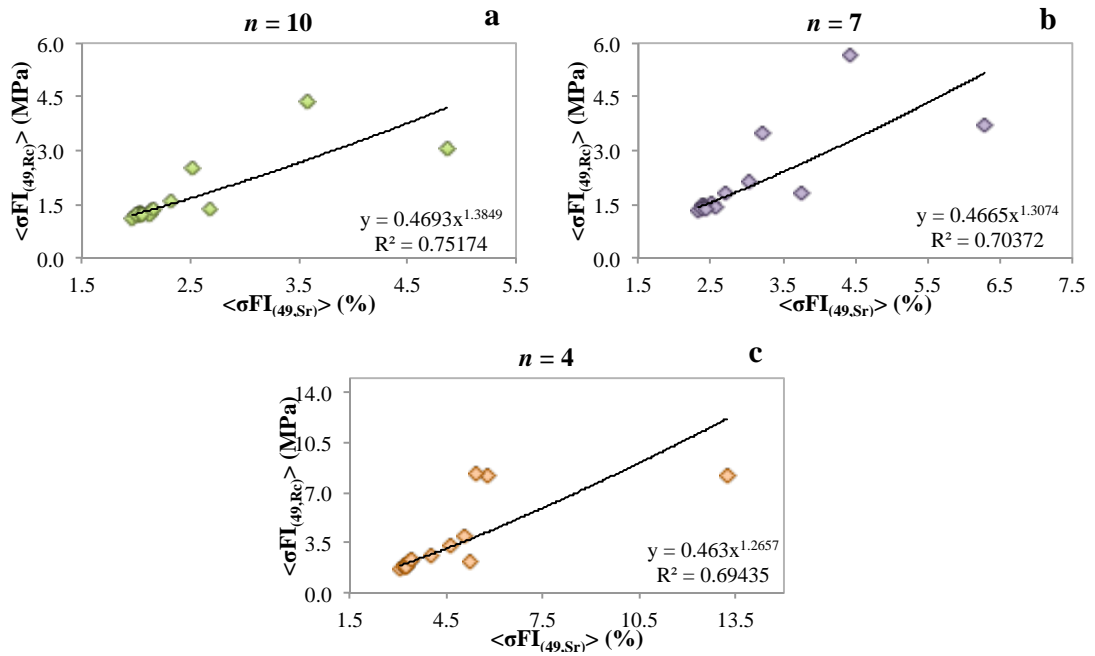 a
n = 10
<σFI(49,Rc)> (MPa)
6.0
4.5
3.0
1.5
0.0
y = 0.4693x^1.3849
R² = 0.75174
1.5 2.5 3.5 4.5 5.5
<σFI(49,Sr)> (%)
b
n = 7
<σFI(49,Rc)> (MPa)
6.0
4.5
3.0
1.5
0.0
y = 0.4665x^1.3074
R² = 0.70372
1.5 2.5 3.5 4.5 5.5 6.5 7.5
<σFI(49,Sr)> (%)
c
n = 4
<σFI(49,Rc)> (MPa)
14.0
10.5
7.0
3.5
0.0
y = 0.463x^1.2657
R² = 0.69435
1.5 4.5 7.5 10.5 13.5
<σFI(49,Sr)> (%)